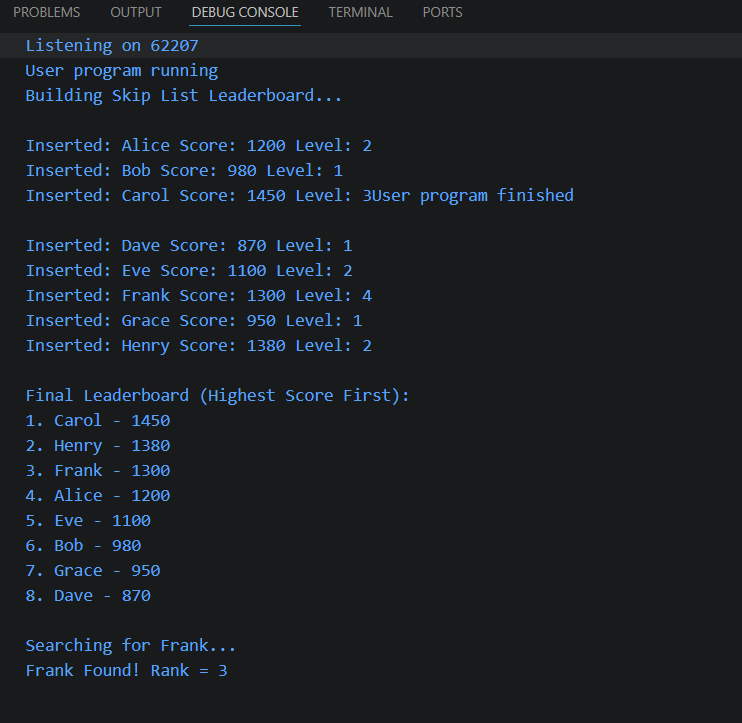 PROBLEMS OUTPUT DEBUG CONSOLE TERMINAL PORTS
Listening on 62207
User program running
Building Skip List Leaderboard...
Inserted: Alice Score: 1200 Level: 2
Inserted: Bob Score: 980 Level: 1
Inserted: Carol Score: 1450 Level: 3User program finished
Inserted: Dave Score: 870 Level: 1
Inserted: Eve Score: 1100 Level: 2
Inserted: Frank Score: 1300 Level: 4
Inserted: Grace Score: 950 Level: 1
Inserted: Henry Score: 1380 Level: 2
Final Leaderboard (Highest Score First):
1. Carol - 1450
2. Henry - 1380
3. Frank - 1300
4. Alice - 1200
5. Eve - 1100
6. Bob - 980
7. Grace - 950
8. Dave - 870
Searching for Frank...
Frank Found! Rank = 3